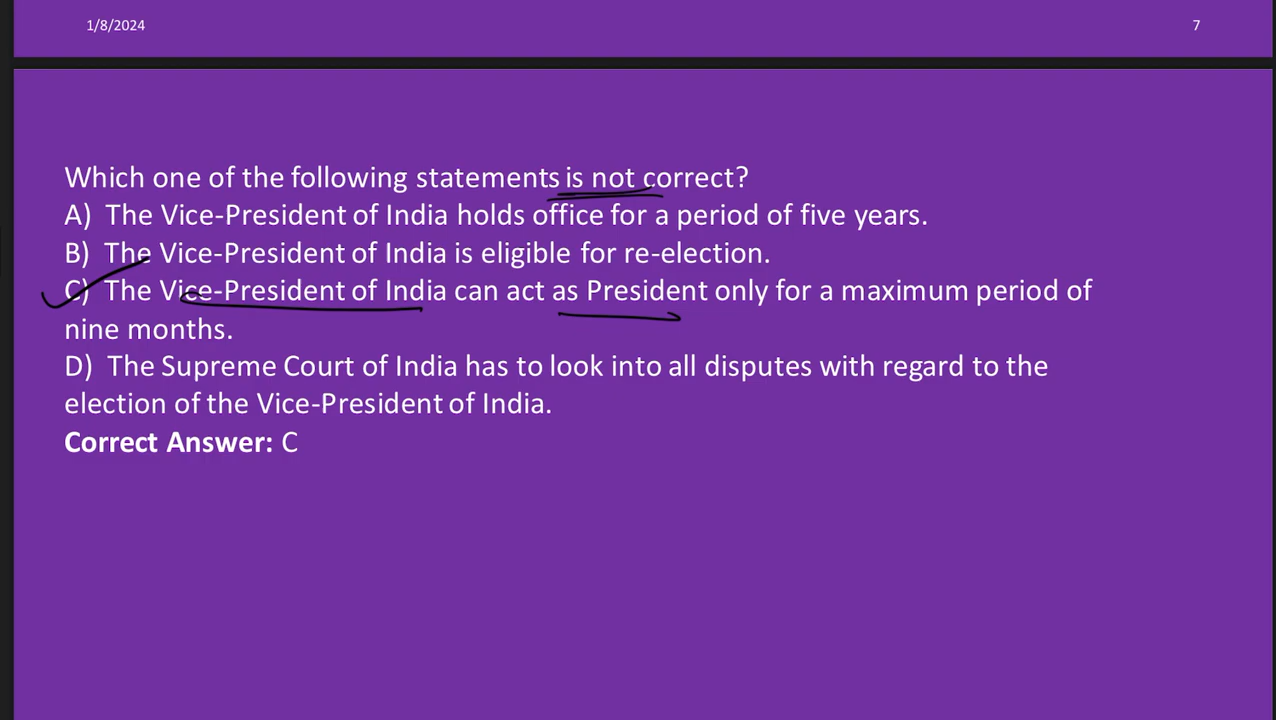 1/8/2024 7
Which one of the following statements is not correct?
A) The Vice-President of India holds office for a period of five years.
B) The Vice-President of India is eligible for re-election.
C) The Vice-President of India can act as President only for a maximum period of
nine months.
D) The Supreme Court of India has to look into all disputes with regard to the
election of the Vice-President of India.
Correct Answer: C